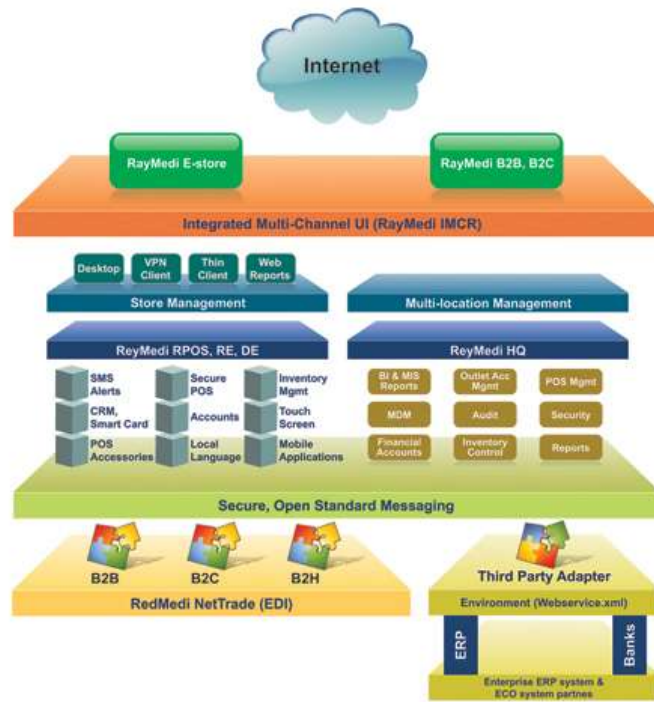 Internet
RayMedi E-store
RayMedi B2B, B2C
Integrated Multi-Channel UI (RayMedi IMCR)
Desktop
VPN
Client
Thin
Client
Web
Reports
Store Management
Multi-location Management
ReyMedi RPOS, RE, DE
ReyMedi HQ
SMS
Alerts
Secure
POS
Inventory
Mgmt
CRM,
Smart Card
Accounts
Touch
Screen
POS
Accessories
Local
Language
Mobile
Applications
BI & MIS
Reports
Outlet Acc
Mgmt
POS Mgmt
MDM
Audit
Security
Financial
Accounts
Inventory
Control
Reports
Secure, Open Standard Messaging
B2B
B2C
B2H
RedMedi NetTrade (EDI)
Third Party Adapter
Environment (Webservice.xml)
ERP
Banks
Enterprise ERP system &
ECO system partnes